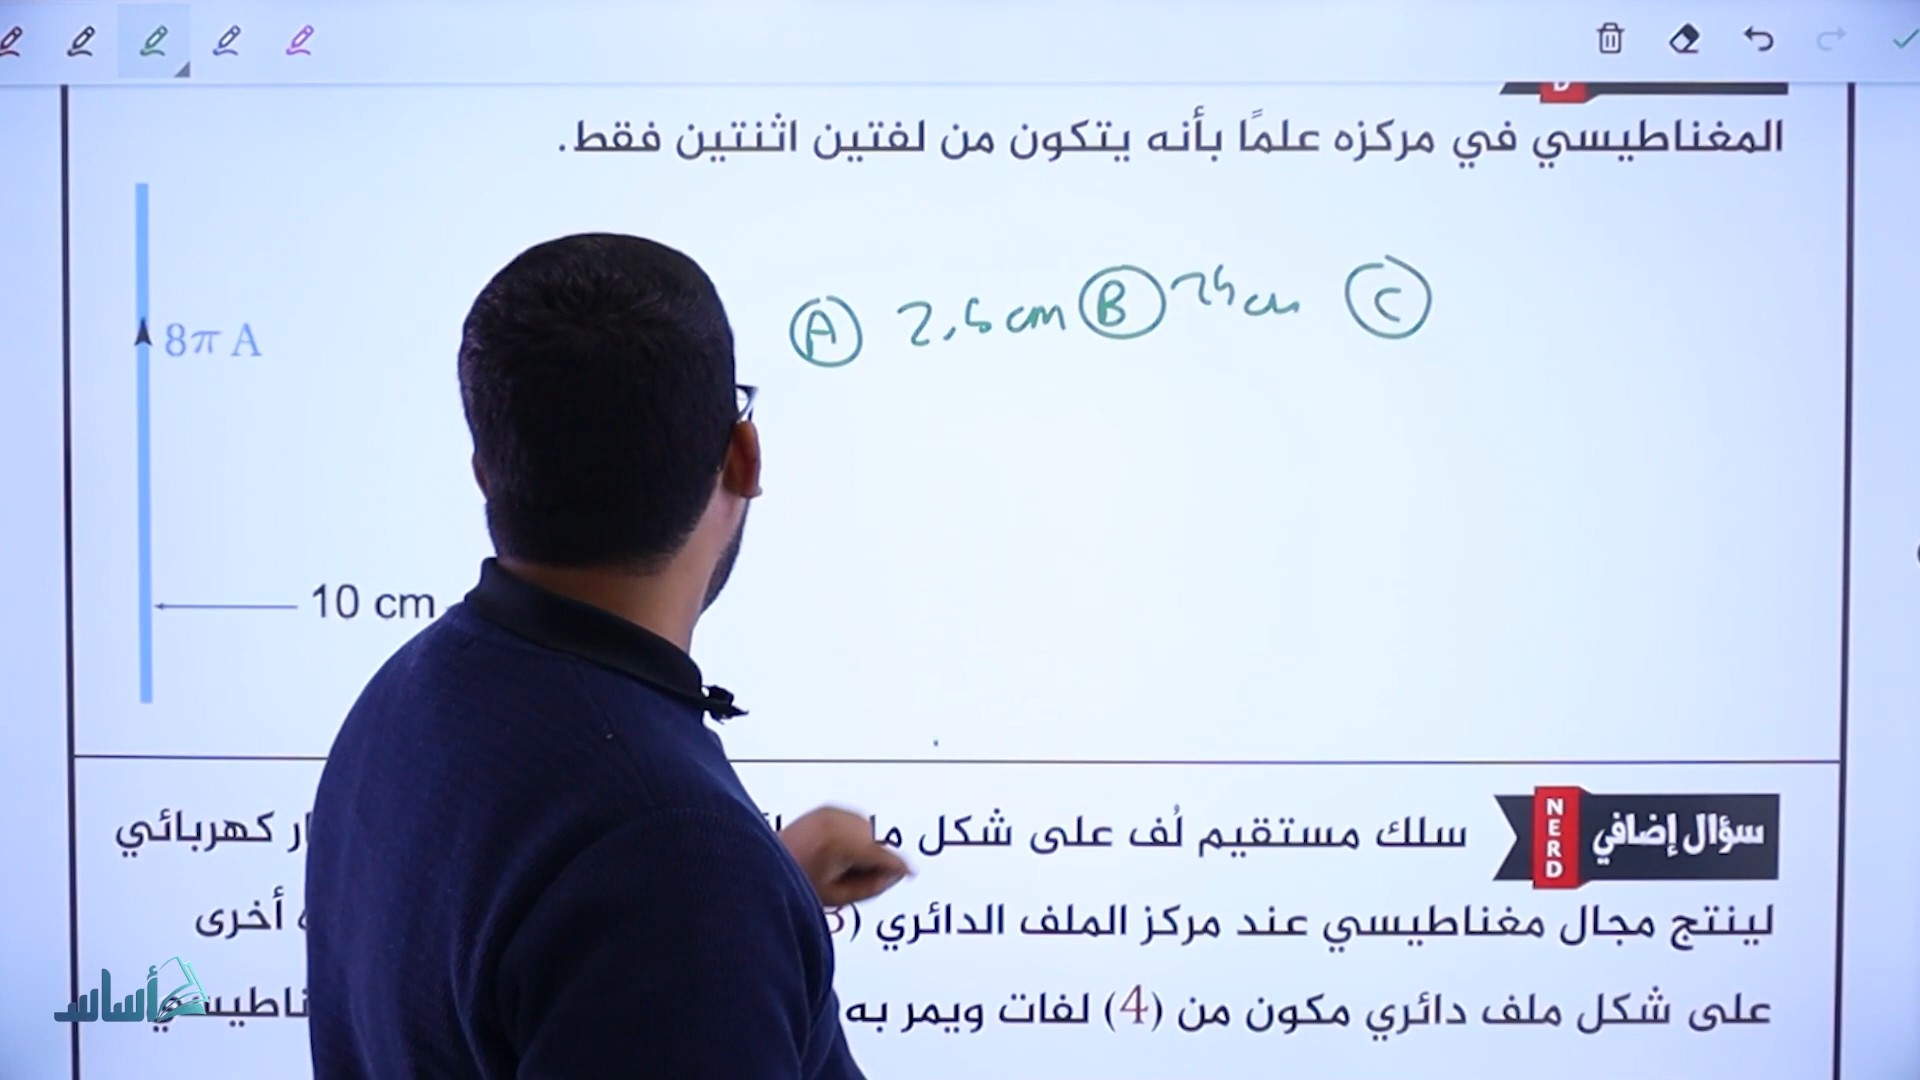 المغناطيسي في مركزه علمًا بأنه يتكون من لفتين اثنتين فقط.
A 2,5 cm B 25 cm C
8π A
10 cm
سؤال إضافي
NERD
سلك مستقيم لُف على شكل كهربائي
لينتج مجال مغناطيسي عند مركز الملف الدائري ( أخرى
على شكل ملف دائري مكون من (4) لفات ويمر به
أساس